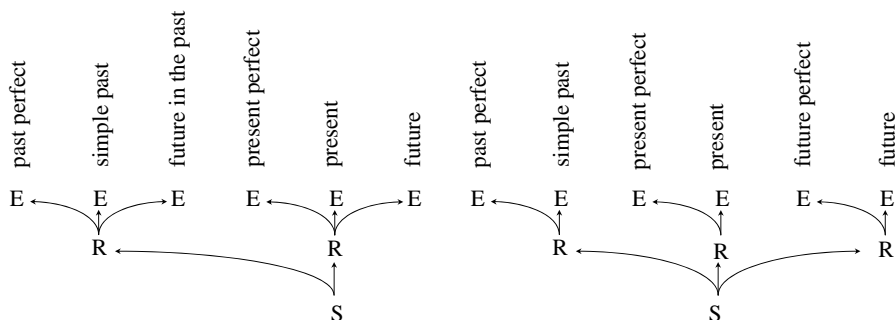 past perfect
simple past
future in the past
present perfect
present
future
past perfect
simple past
present perfect
present
future perfect
future
E E E E E E E E E E E E
R R R R R
S S